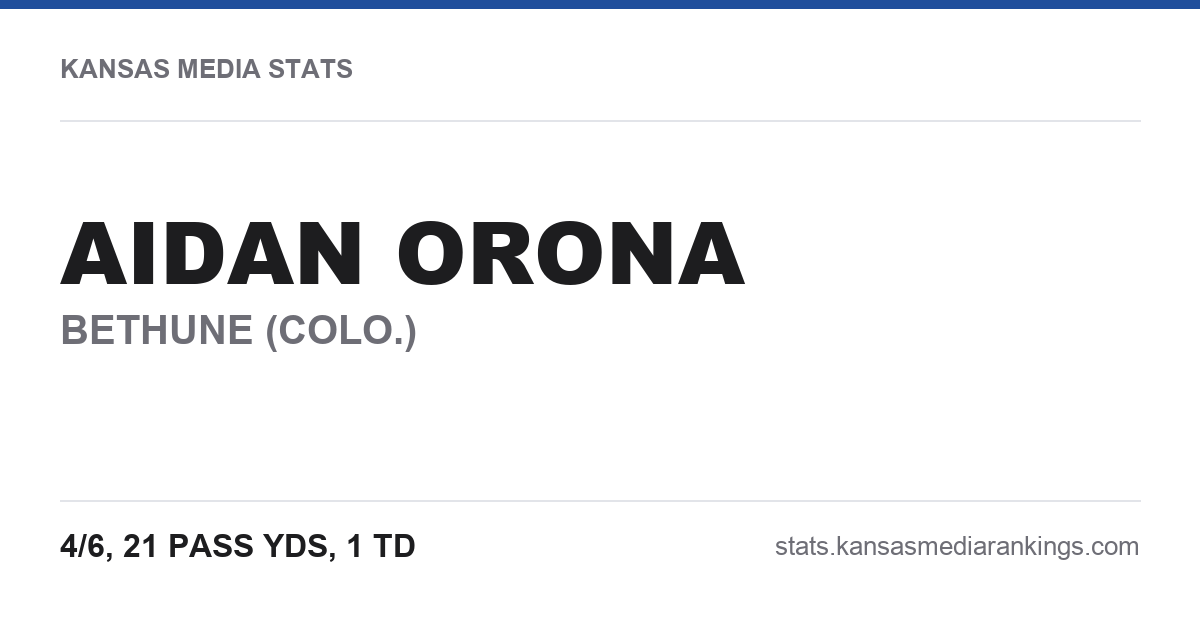 KANSAS MEDIA STATS
AIDAN ORONA
BETHUNE (COLO.)
4/6, 21 PASS YDS, 1 TD
stats.kansasmediarankings.com